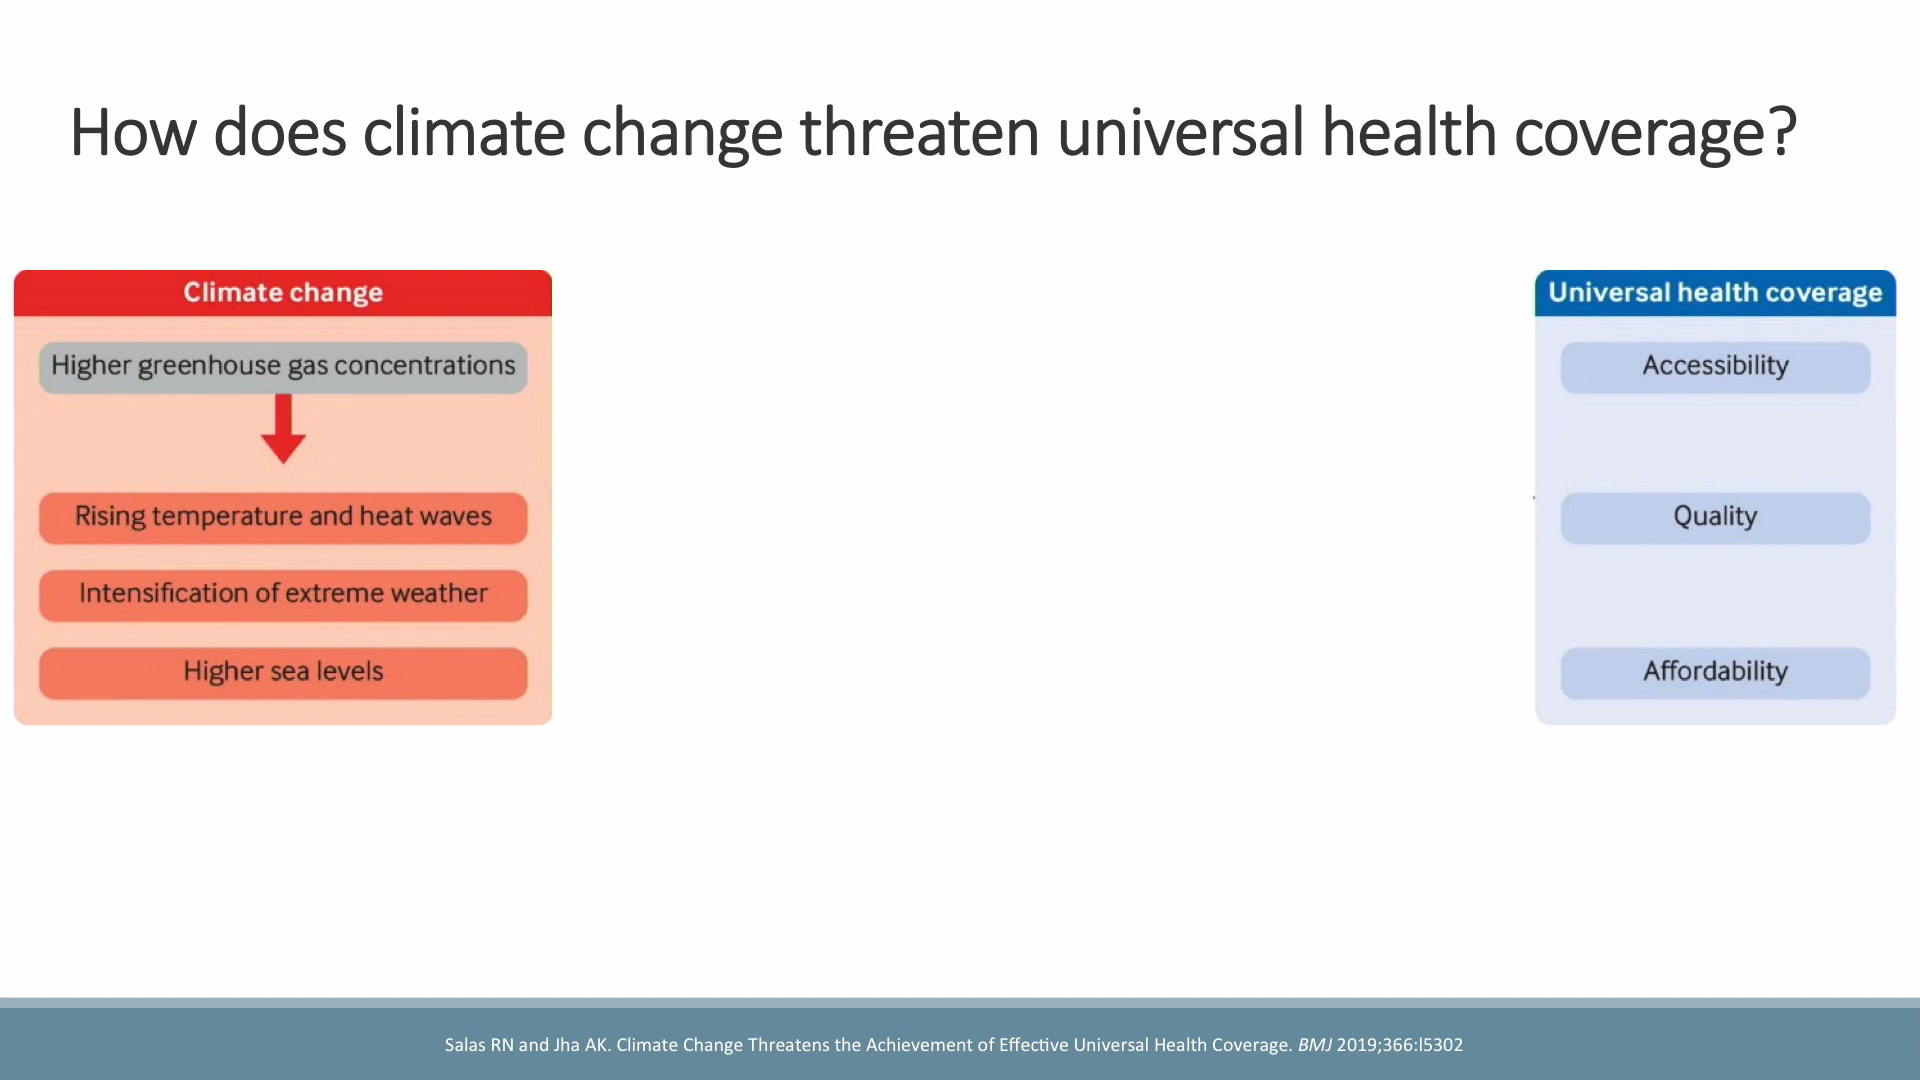 How does climate change threaten universal health coverage?
Climate change
Higher greenhouse gas concentrations
Rising temperature and heat waves
Intensification of extreme weather
Higher sea levels
Universal health coverage
Accessibility
Quality
Affordability
Salas RN and Jha AK. Climate Change Threatens the Achievement of Effective Universal Health Coverage. BMJ 2019;366:l5302